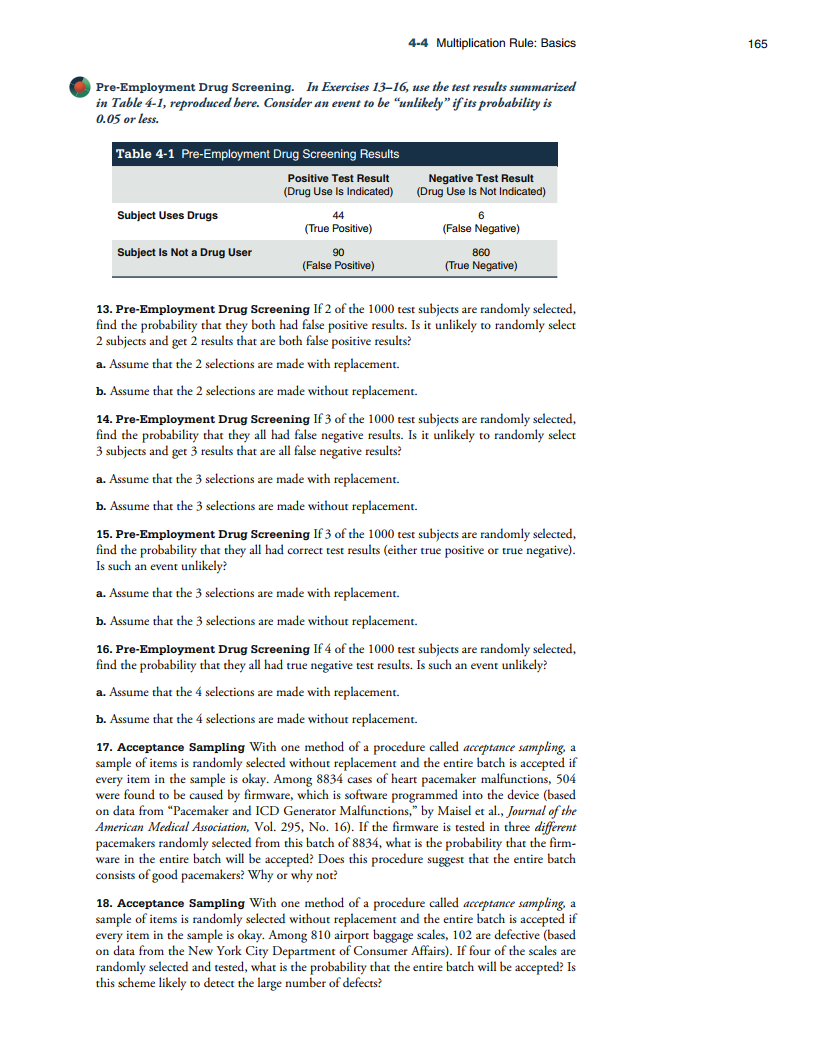 4-4 Multiplication Rule: Basics 165
Pre-Employment Drug Screening. In Exercises 13–16, use the test results summarized
in Table 4-1, reproduced here. Consider an event to be “unlikely” if its probability is
0.05 or less.
Table 4-1 Pre-Employment Drug Screening Results
Positive Test Result Negative Test Result
(Drug Use Is Indicated) (Drug Use Is Not Indicated)
Subject Uses Drugs 44 6
(True Positive) (False Negative)
Subject Is Not a Drug User 90 860
(False Positive) (True Negative)
13. Pre-Employment Drug Screening If 2 of the 1000 test subjects are randomly selected,
find the probability that they both had false positive results. Is it unlikely to randomly select
2 subjects and get 2 results that are both false positive results?
a. Assume that the 2 selections are made with replacement.
b. Assume that the 2 selections are made without replacement.
14. Pre-Employment Drug Screening If 3 of the 1000 test subjects are randomly selected,
find the probability that they all had false negative results. Is it unlikely to randomly select
3 subjects and get 3 results that are all false negative results?
a. Assume that the 3 selections are made with replacement.
b. Assume that the 3 selections are made without replacement.
15. Pre-Employment Drug Screening If 3 of the 1000 test subjects are randomly selected,
find the probability that they all had correct test results (either true positive or true negative).
Is such an event unlikely?
a. Assume that the 3 selections are made with replacement.
b. Assume that the 3 selections are made without replacement.
16. Pre-Employment Drug Screening If 4 of the 1000 test subjects are randomly selected,
find the probability that they all had true negative test results. Is such an event unlikely?
a. Assume that the 4 selections are made with replacement.
b. Assume that the 4 selections are made without replacement.
17. Acceptance Sampling With one method of a procedure called acceptance sampling, a
sample of items is randomly selected without replacement and the entire batch is accepted if
every item in the sample is okay. Among 8834 cases of heart pacemaker malfunctions, 504
were found to be caused by firmware, which is software programmed into the device (based
on data from “Pacemaker and ICD Generator Malfunctions,” by Maisel et al., Journal of the
American Medical Association, Vol. 295, No. 16). If the firmware is tested in three different
pacemakers randomly selected from this batch of 8834, what is the probability that the firm-
ware in the entire batch will be accepted? Does this procedure suggest that the entire batch
consists of good pacemakers? Why or why not?
18. Acceptance Sampling With one method of a procedure called acceptance sampling, a
sample of items is randomly selected without replacement and the entire batch is accepted if
every item in the sample is okay. Among 810 airport baggage scales, 102 are defective (based
on data from the New York City Department of Consumer Affairs). If four of the scales are
randomly selected and tested, what is the probability that the entire batch will be accepted? Is
this scheme likely to detect the large number of defects?